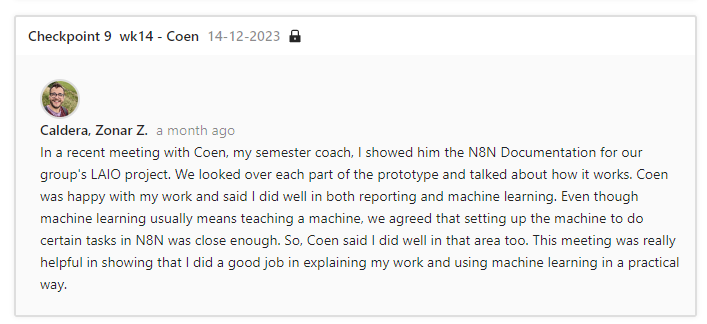 Checkpoint 9 wk14 - Coen 14-12-2023
Caldera, Zonar Z. a month ago
In a recent meeting with Coen, my semester coach, I showed him the N8N Documentation for our
group's LAIO project. We looked over each part of the prototype and talked about how it works. Coen
was happy with my work and said I did well in both reporting and machine learning. Even though
machine learning usually means teaching a machine, we agreed that setting up the machine to do
certain tasks in N8N was close enough. So, Coen said I did well in that area too. This meeting was really
helpful in showing that I did a good job in explaining my work and using machine learning in a practical
way.